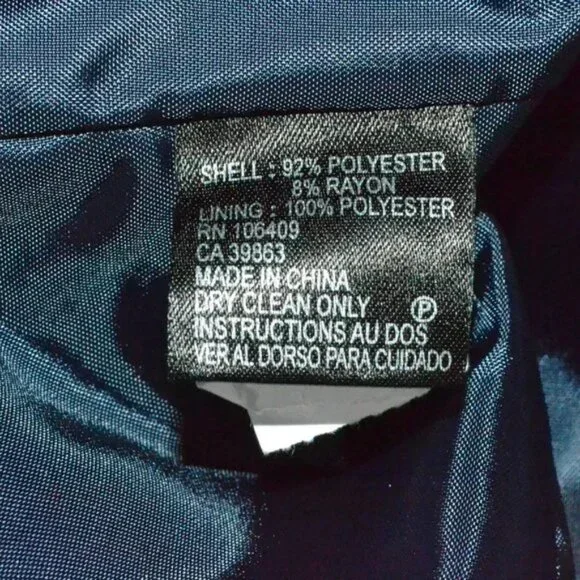 SHELL : 92% POLYESTER
8% RAYON
LINING : 100% POLYESTER
RN 106409
CA 39863
MADE IN CHINA
DRY CLEAN ONLY Ⓟ
INSTRUCTIONS AU DOS
VER AL DORSO PARA CUIDADO